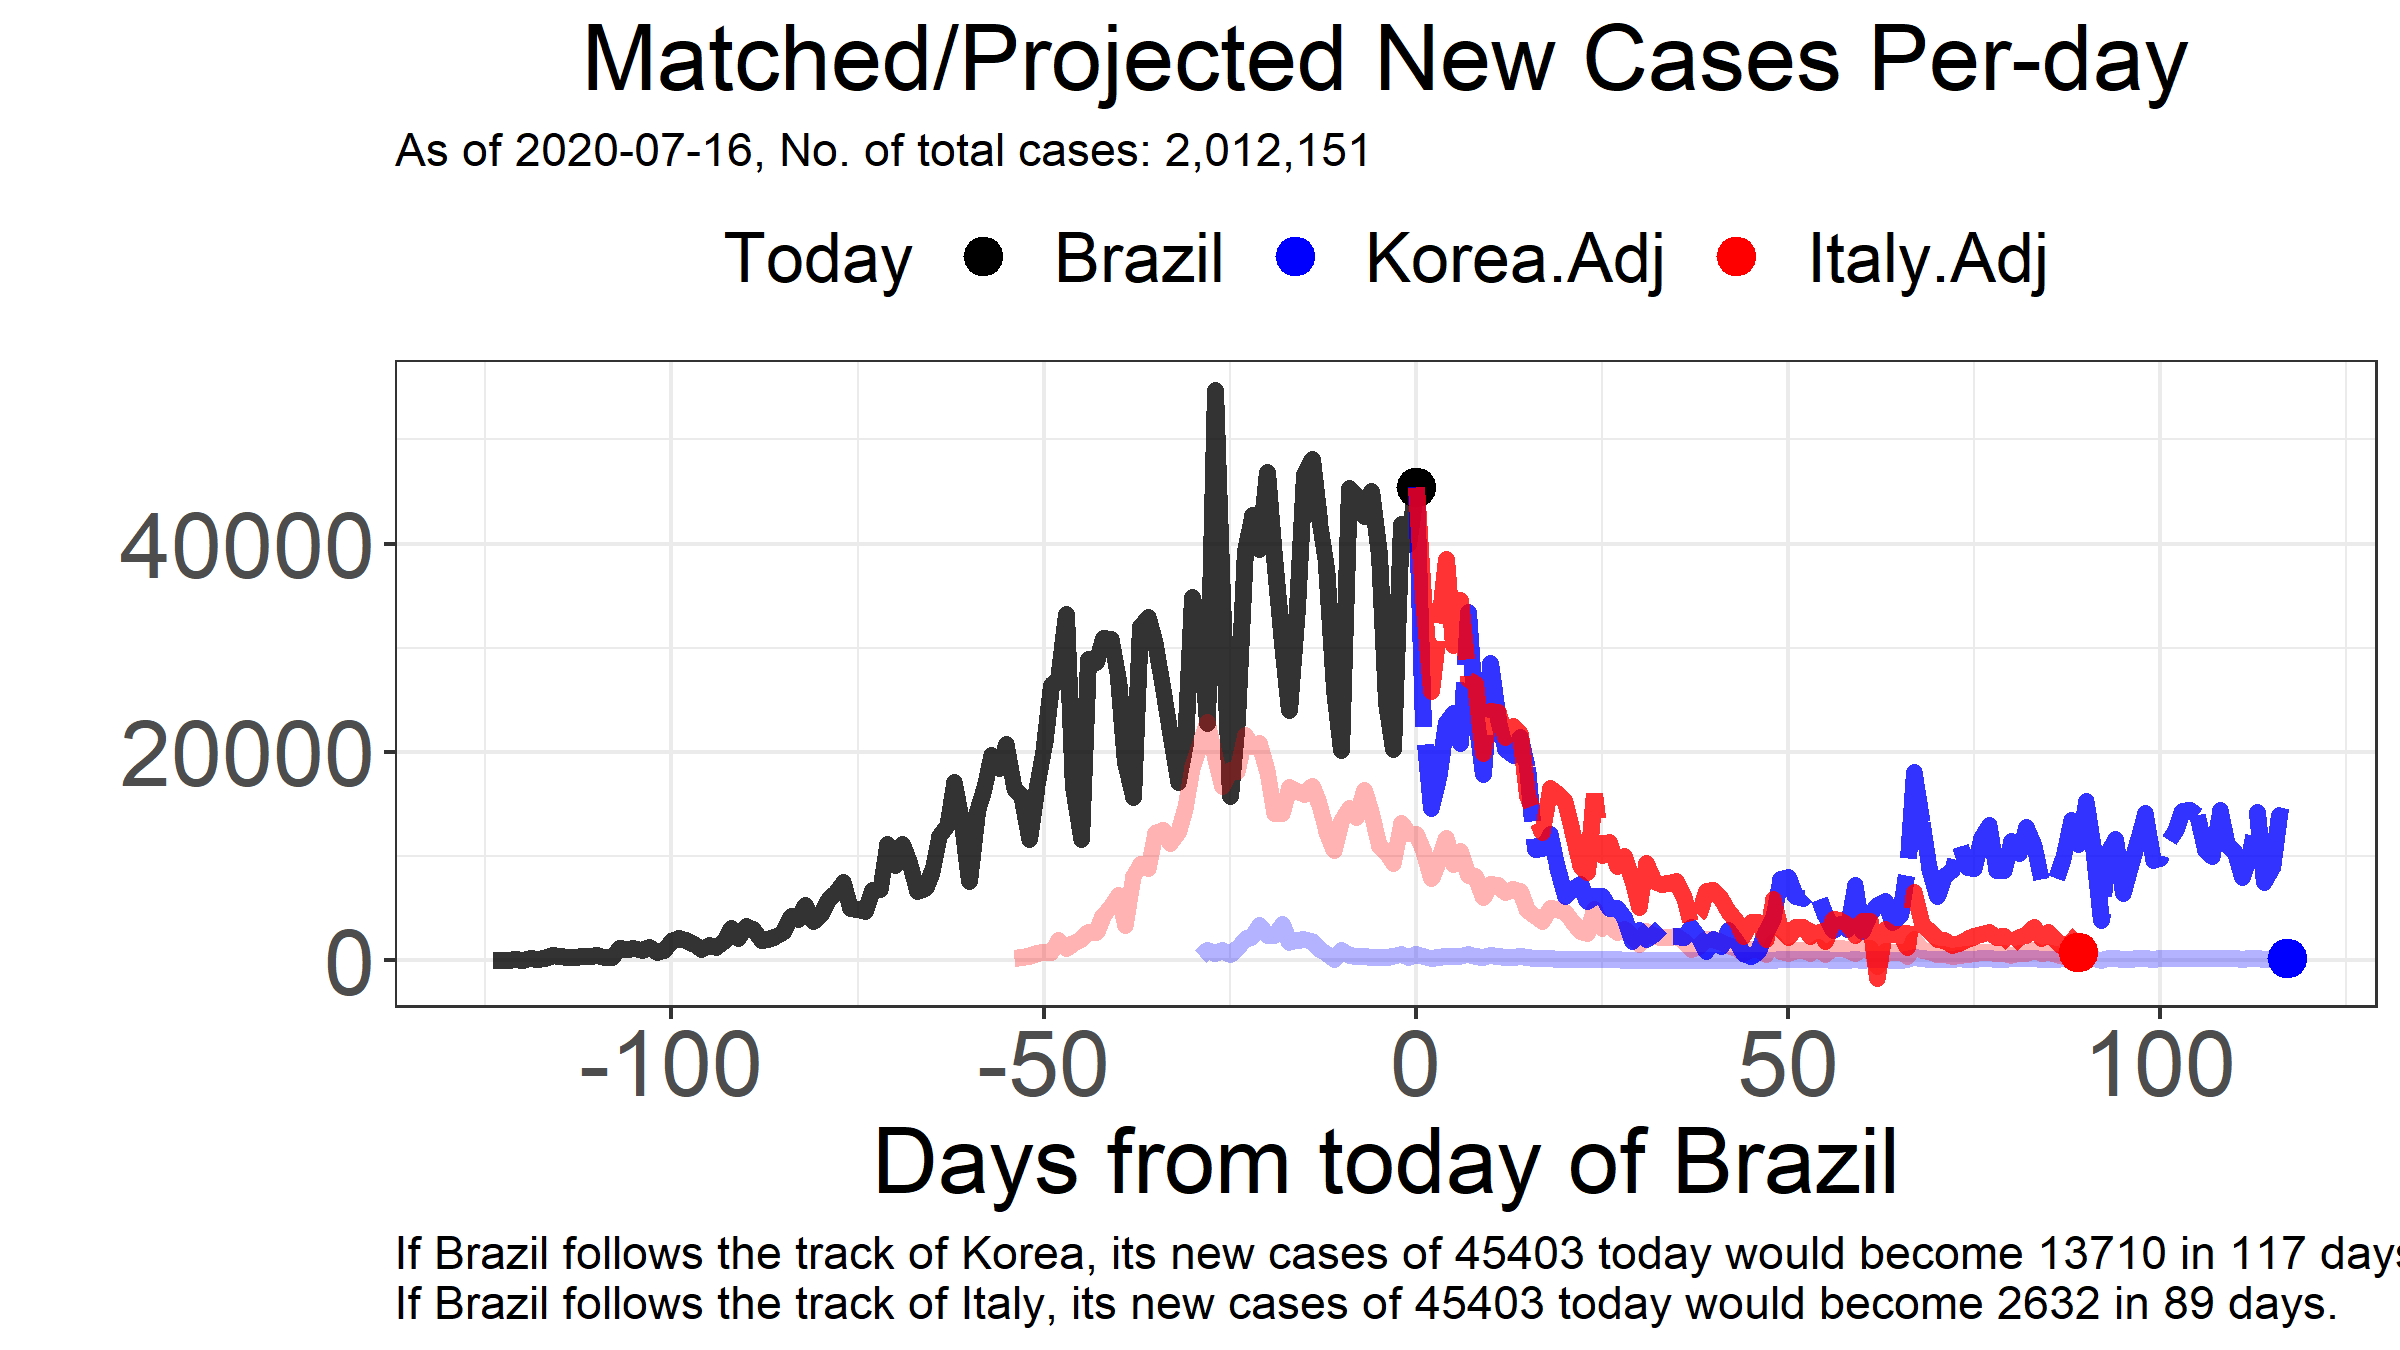 Matched/Projected New Cases Per-day
As of 2020-07-16, No. of total cases: 2,012,151
Today Brazil Korea.Adj Italy.Adj
40000
20000
0
-100 -50 0 50 100
Days from today of Brazil
If Brazil follows the track of Korea, its new cases of 45403 today would become 13710 in 117 days
If Brazil follows the track of Italy, its new cases of 45403 today would become 2632 in 89 days.